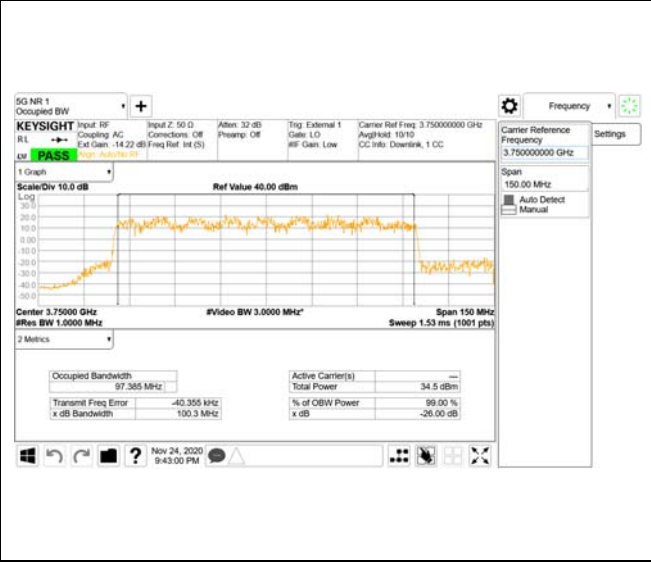 5G NR 1
Occupied BW
Frequency
KEYSIGHT
R L
PASS
Input: RF
Coupling: AC
Ext Gain: -14.22 dB
Align: Auto/No RF
Input Z: 50 Ω
Corrections: Off
Freq Ref: Int (S)
Atten: 32 dB
Preamp: Off
Trig: External 1
Gate: LO
#IF Gain: Low
Carrier Ref Freq: 3.750000000 GHz
Avg|Hold: 10/10
CC Info: Downlink, 1 CC
Carrier Reference
Frequency
3.750000000 GHz
Settings
Span
150.00 MHz
Auto Detect
Manual
1 Graph
Scale/Div 10.0 dB
Ref Value 40.00 dBm
Log
30.0
20.0
10.0
0.00
-10.0
-20.0
-30.0
-40.0
-50.0
Center 3.75000 GHz
#Video BW 3.0000 MHz*
Span 150 MHz
#Res BW 1.0000 MHz
Sweep 1.53 ms (1001 pts)
2 Metrics
Occupied Bandwidth
97.385 MHz
Active Carrier(s)
---
Total Power
34.5 dBm
Transmit Freq Error
-40.355 kHz
% of OBW Power
99.00 %
x dB Bandwidth
100.3 MHz
x dB
-26.00 dB
Nov 24, 2020
9:43:00 PM